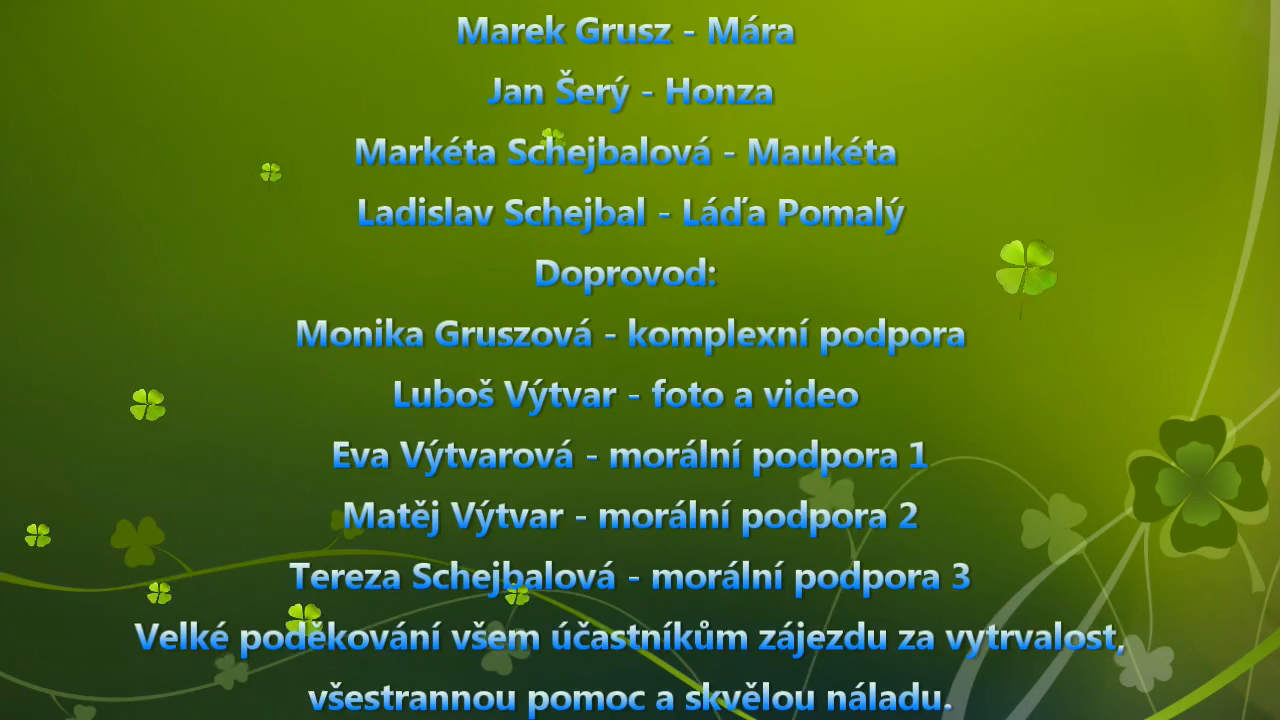 Marek Grusz - Mára
Jan Šerý - Honza
Markéta Schejbalová - Maukéta
Ladislav Schejbal - Láďa Pomalý
Doprovod:
Monika Gruszová - komplexní podpora
Luboš Výtvar - foto a video
Eva Výtvarová - morální podpora 1
Matěj Výtvar - morální podpora 2
Tereza Schejbalová - morální podpora 3
Velké poděkování všem účastníkům zájezdu za vytrvalost,
všestrannou pomoc a skvělou náladu.